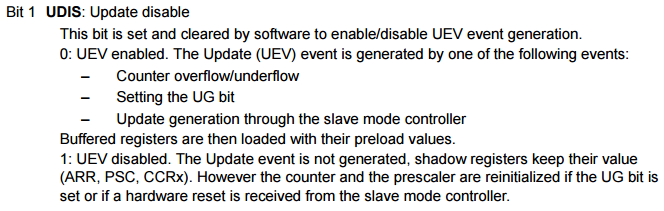 Bit 1 UDIS: Update disable
This bit is set and cleared by software to enable/disable UEV event generation.
0: UEV enabled. The Update (UEV) event is generated by one of the following events:
– Counter overflow/underflow
– Setting the UG bit
– Update generation through the slave mode controller
Buffered registers are then loaded with their preload values.
1: UEV disabled. The Update event is not generated, shadow registers keep their value
(ARR, PSC, CCRx). However the counter and the prescaler are reinitialized if the UG bit is
set or if a hardware reset is received from the slave mode controller.